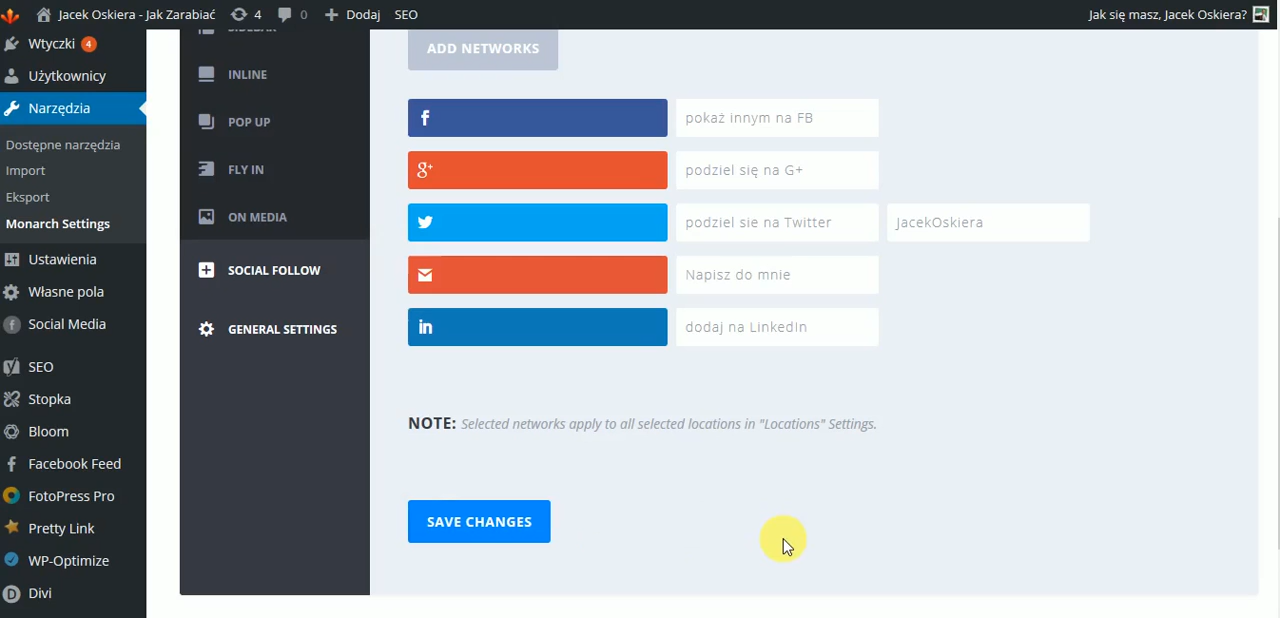 Jacek Oskiera - Jak Zarabiać 4 0 Dodaj SEO Jak się masz, Jacek Oskiera?
Wtyczki 4
Użytkownicy
Narzędzia
Dostępne narzędzia
Import
Eksport
Monarch Settings
Ustawienia
Własne pola
Social Media
SEO
Stopka
Bloom
Facebook Feed
FotoPress Pro
Pretty Link
WP-Optimize
Divi
SIDEBAR
INLINE
POP UP
FLY IN
ON MEDIA
SOCIAL FOLLOW
GENERAL SETTINGS
ADD NETWORKS
pokaż innym na FB
podziel się na G+
podziel sie na Twitter JacekOskiera
Napisz do mnie
dodaj na LinkedIn
NOTE: Selected networks apply to all selected locations in "Locations" Settings.
SAVE CHANGES